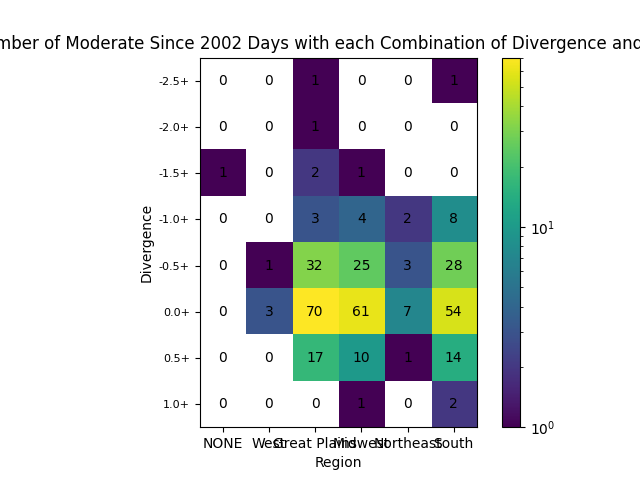 mber of Moderate Since 2002 Days with each Combination of Divergence and
-2.5+ 0 0 1 0 0 1
-2.0+ 0 0 1 0 0 0
-1.5+ 1 0 2 1 0 0
-1.0+ 0 0 3 4 2 8
-0.5+ 0 1 32 25 3 28
0.0+ 0 3 70 61 7 54
0.5+ 0 0 17 10 1 14
1.0+ 0 0 0 1 0 2
Divergence
NONE West Great Plains Midwest Northeast South
Region
10^1
10^0